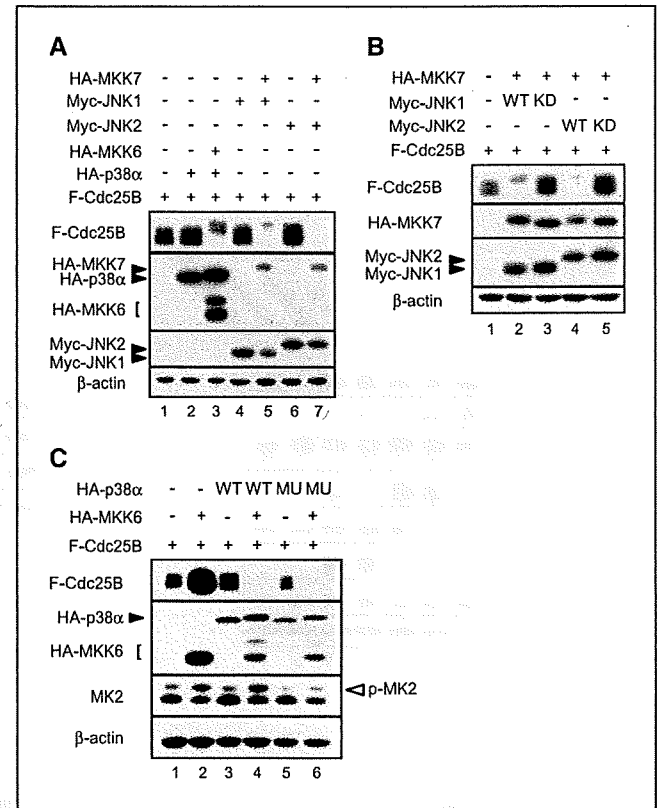 A
HA-MKK7 - - - - + - +
Myc-JNK1 - - - + + - -
Myc-JNK2 - - - - - + +
HA-MKK6 - - + - - - -
HA-p38α - + + - - - -
F-Cdc25B + + + + + + +
F-Cdc25B
HA-MKK7
HA-p38α
HA-MKK6 [
Myc-JNK2
Myc-JNK1
β-actin
1 2 3 4 5 6 7
B
HA-MKK7 - + + + +
Myc-JNK1 - WT KD - -
Myc-JNK2 - - - WT KD
F-Cdc25B + + + + +
F-Cdc25B
HA-MKK7
Myc-JNK2
Myc-JNK1
β-actin
1 2 3 4 5
C
HA-p38α - - WT WT MU MU
HA-MKK6 - + - + - +
F-Cdc25B + + + + + +
F-Cdc25B
HA-p38α
HA-MKK6 [
MK2
p-MK2
β-actin
1 2 3 4 5 6